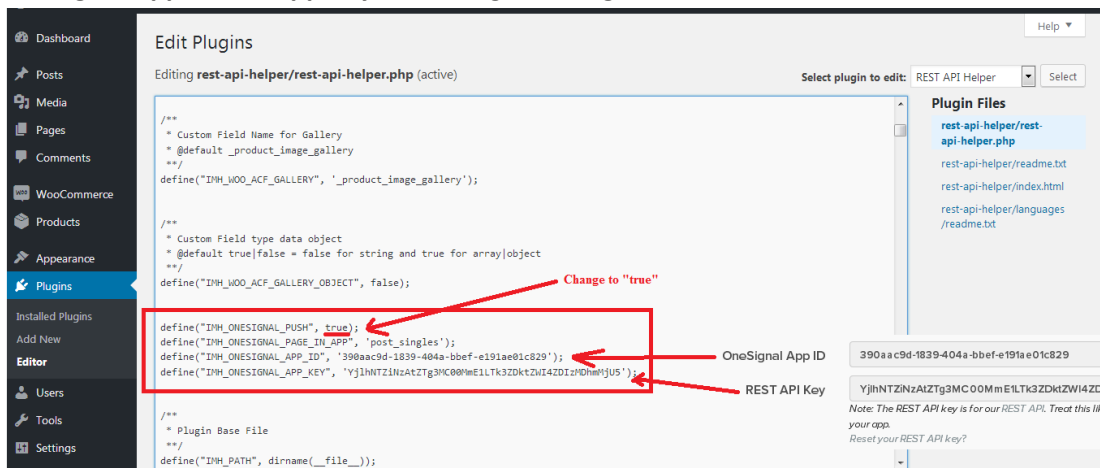 Help ▼
Dashboard
Posts
Media
Pages
Comments
WooCommerce
Products
Appearance
Plugins
Installed Plugins
Add New
Editor
Users
Tools
Settings
Edit Plugins
Editing rest-api-helper/rest-api-helper.php (active)
Select plugin to edit: REST API Helper Select
/**
* Custom Field Name for Gallery
* @default _product_image_gallery
**/
define("IMH_WOO_ACF_GALLERY", '_product_image_gallery');
/**
* Custom Field type data object
* @default true|false = false for string and true for array|object
**/
define("IMH_WOO_ACF_GALLERY_OBJECT", false);
Change to "true"
define("IMH_ONESIGNAL_PUSH", true);
define("IMH_ONESIGNAL_PAGE_IN_APP", 'post_singles');
define("IMH_ONESIGNAL_APP_ID", '390aac9d-1839-404a-bbef-e191ae01c829');
define("IMH_ONESIGNAL_APP_KEY", 'YjlhNTZiNzAtZTg3MC00MmE1LTk3ZDktZWI4ZDIzMDhmMjU5');
/**
* Plugin Base File
**/
define("IMH_PATH", dirname(__file__));
Plugin Files
rest-api-helper/rest-
api-helper.php
rest-api-helper/readme.txt
rest-api-helper/index.html
rest-api-helper/languages
/readme.txt
OneSignal App ID
390aac9d-1839-404a-bbef-e191ae01c829
REST API Key
YjlhNTZiNzAtZTg3MC00MmE1LTk3ZDktZWI4ZD
Note: The REST API key is for our REST API. Treat this li
your app.
Reset your REST API key?